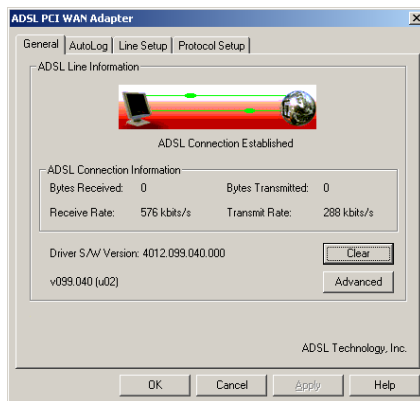 ADSL PCI WAN Adapter
General AutoLog Line Setup Protocol Setup
ADSL Line Information
ADSL Connection Established
ADSL Connection Information
Bytes Received: 0 Bytes Transmitted: 0
Receive Rate: 576 kbits/s Transmit Rate: 288 kbits/s
Driver S/W Version: 4012.099.040.000 Clear
v099.040 (u02) Advanced
ADSL Technology, Inc.
OK Cancel Apply Help